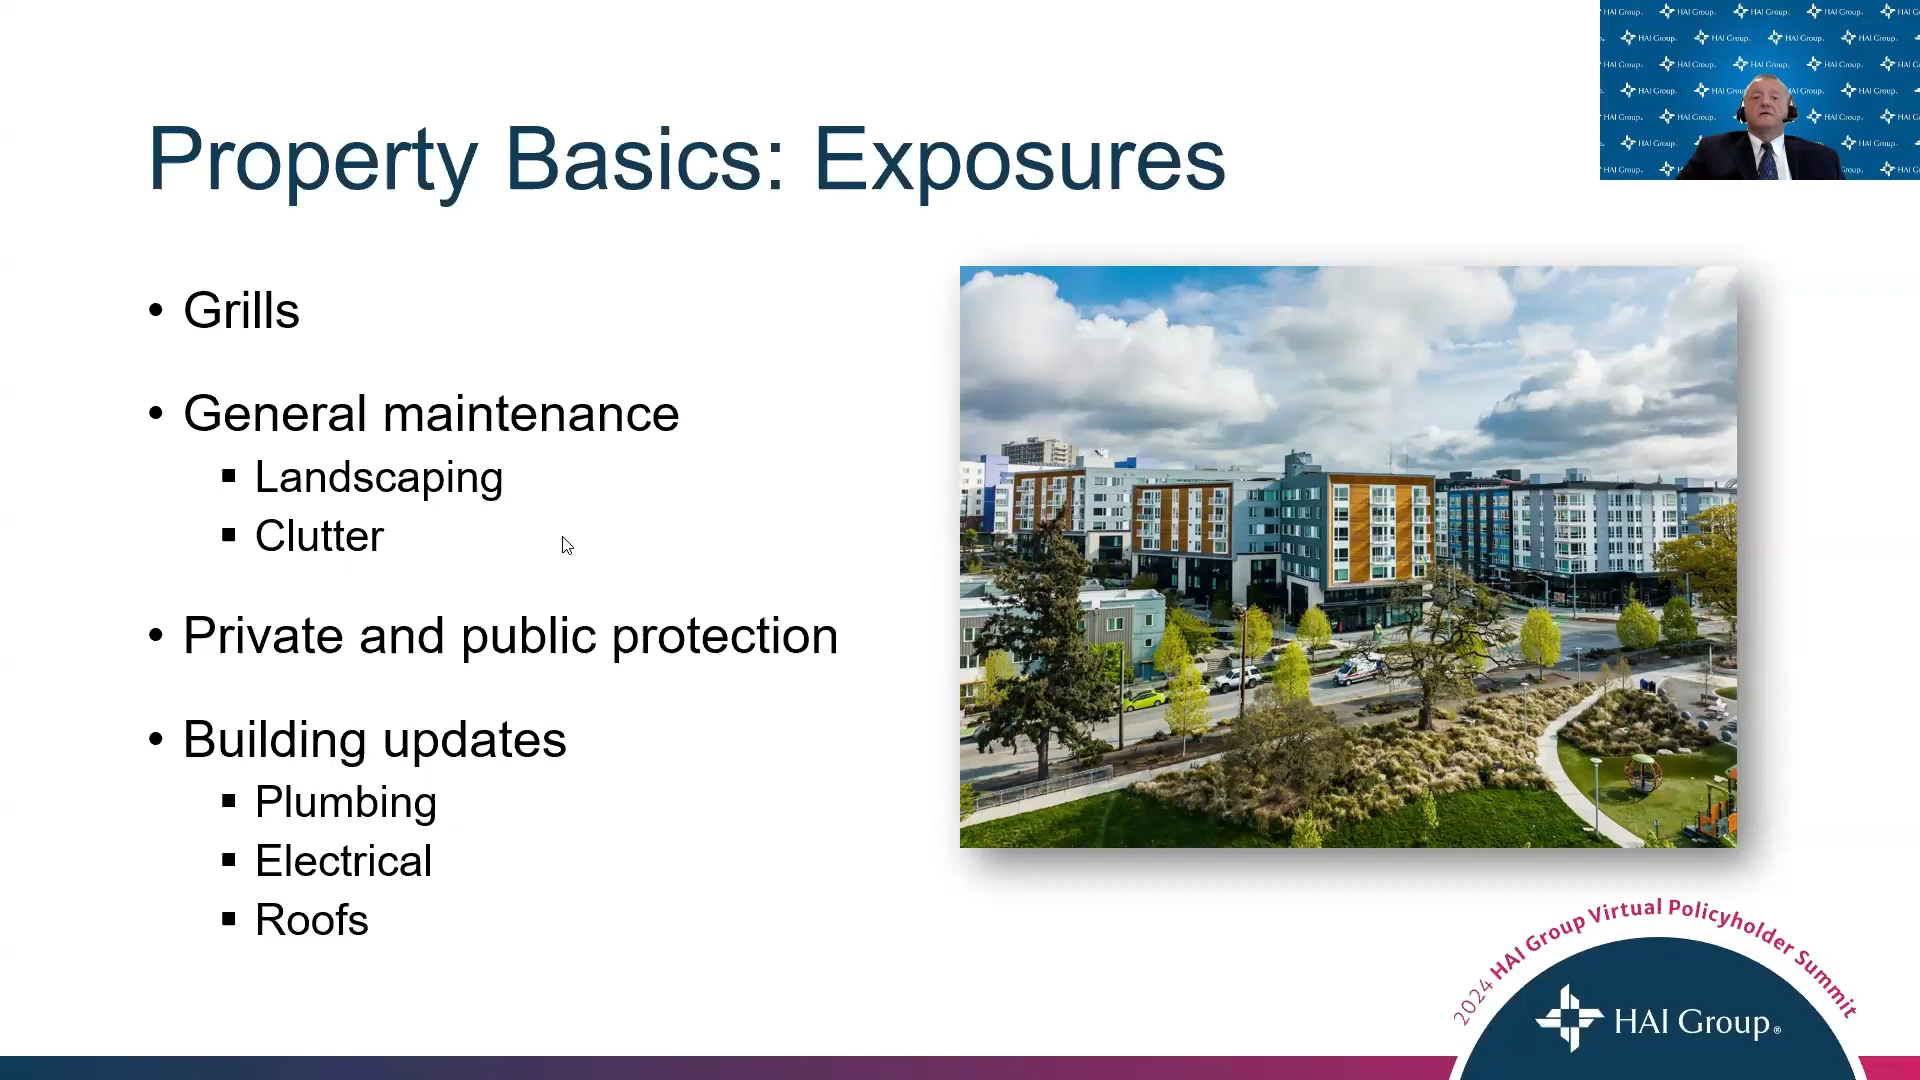 Property Basics: Exposures
• Grills
• General maintenance
▪ Landscaping
▪ Clutter
• Private and public protection
• Building updates
▪ Plumbing
▪ Electrical
▪ Roofs
2024 HAI Group Virtual Policyholder Summit
HAI Group®